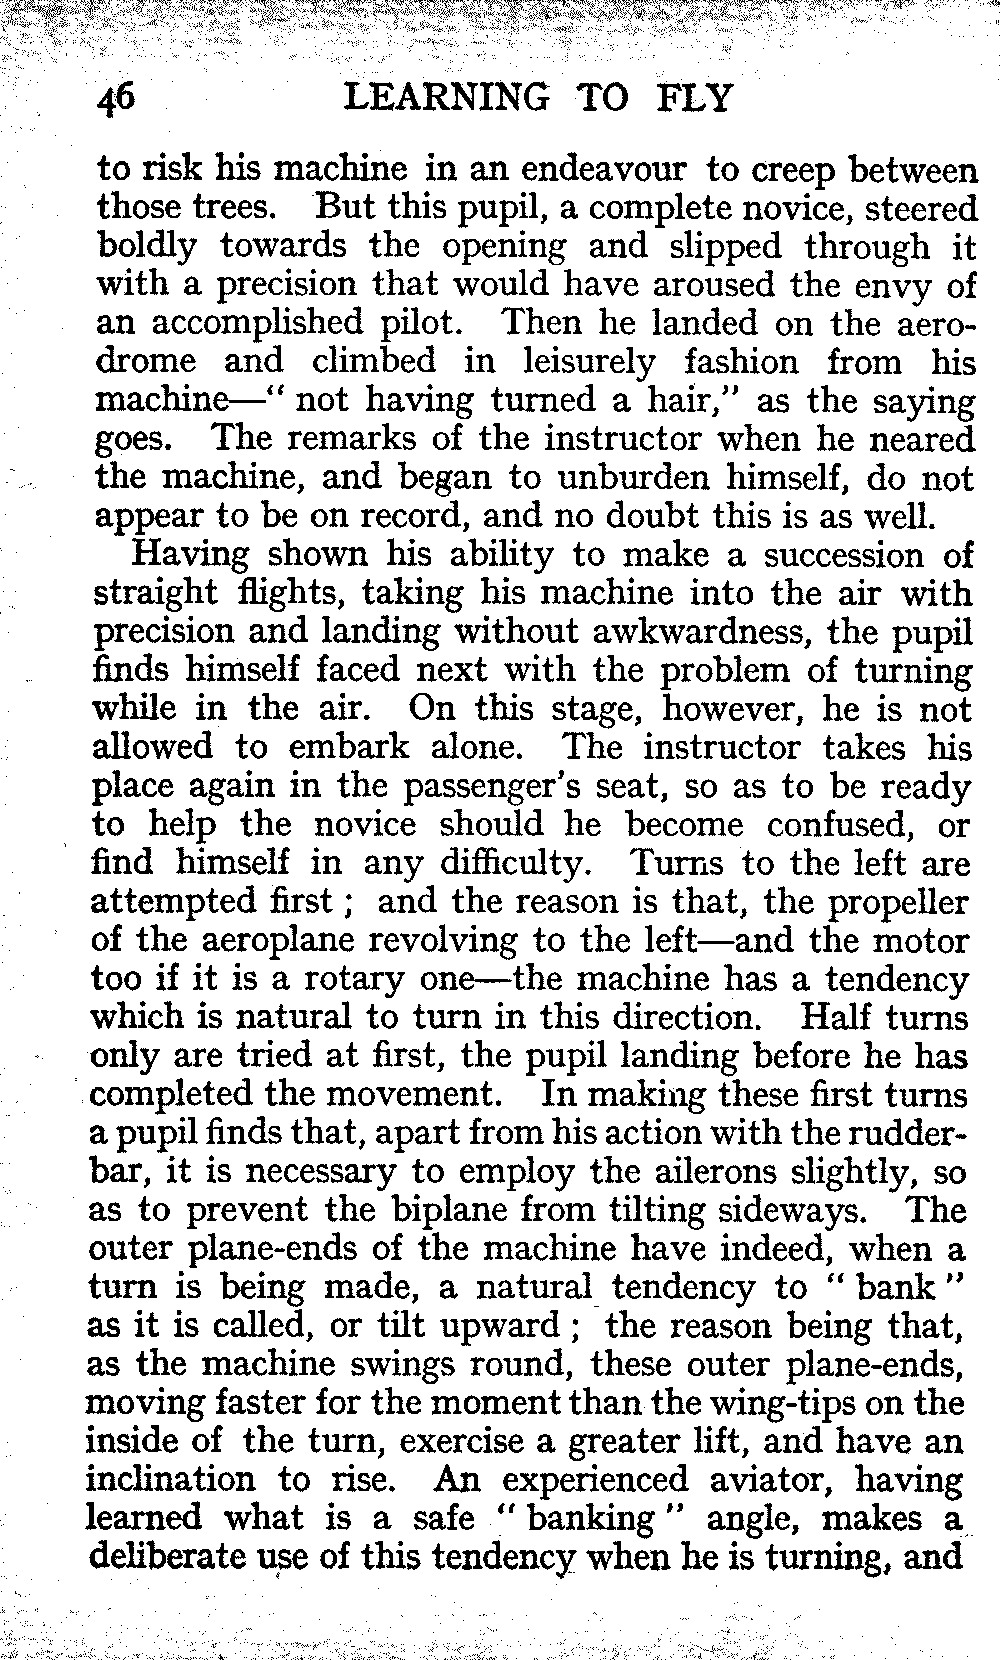 46 LEARNING TO FLY
to risk his machine in an endeavour to creep between
those trees. But this pupil, a complete novice, steered
boldly towards the opening and slipped through it
with a precision that would have aroused the envy of
an accomplished pilot. Then he landed on the aero-
drome and climbed in leisurely fashion from his
machine—“ not having turned a hair,” as the saying
goes. The remarks of the instructor when he neared
the machine, and began to unburden himself, do not
appear to be on record, and no doubt this is as well.
Having shown his ability to make a succession of
straight flights, taking his machine into the air with
precision and landing without awkwardness, the pupil
finds himself faced next with the problem of turning
while in the air. On this stage, however, he is not
allowed to embark alone. The instructor takes his
place again in the passenger’s seat, so as to be ready
to help the novice should he become confused, or
find himself in any difficulty. Turns to the left are
attempted first ; and the reason is that, the propeller
of the aeroplane revolving to the left—and the motor
too if it is a rotary one—the machine has a tendency
which is natural to turn in this direction. Half turns
only are tried at first, the pupil landing before he has
completed the movement. In making these first turns
a pupil finds that, apart from his action with the rudder-
bar, it is necessary to employ the ailerons slightly, so
as to prevent the biplane from tilting sideways. The
outer plane-ends of the machine have indeed, when a
turn is being made, a natural tendency to “ bank ”
as it is called, or tilt upward ; the reason being that,
as the machine swings round, these outer plane-ends,
moving faster for the moment than the wing-tips on the
inside of the turn, exercise a greater lift, and have an
inclination to rise. An experienced aviator, having
learned what is a safe “ banking ” angle, makes a
deliberate use of this tendency when he is turning, and